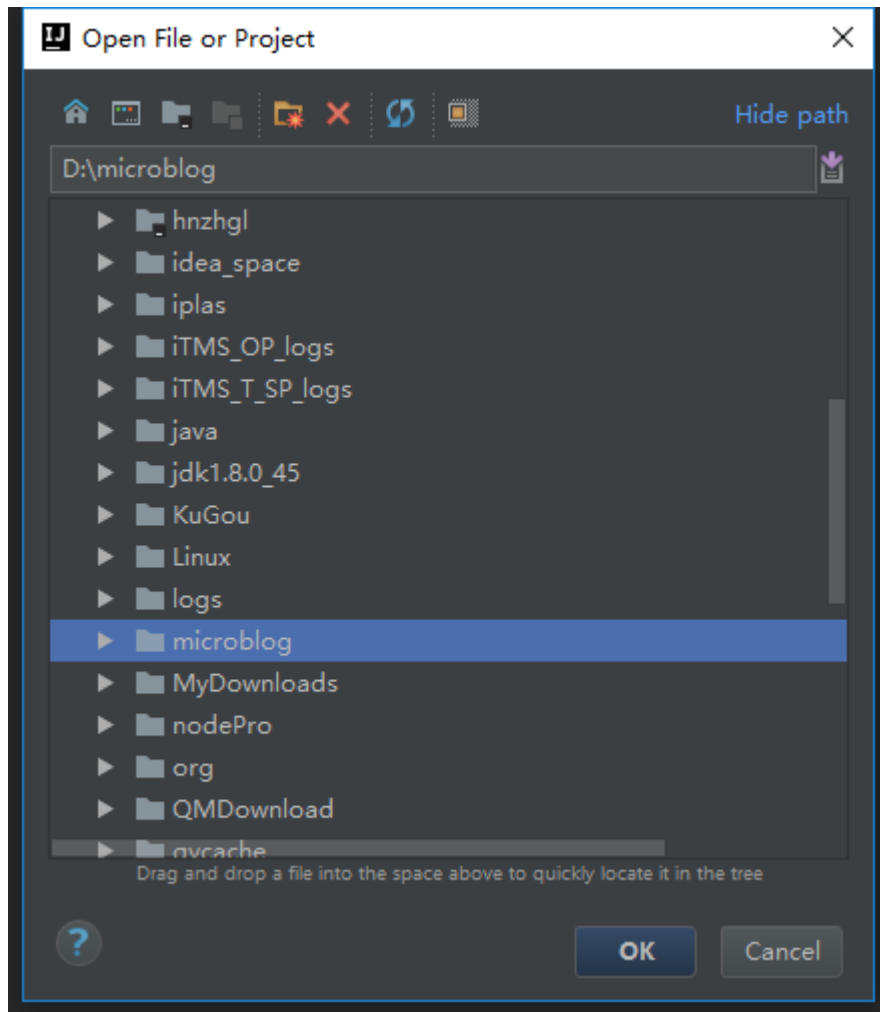 IJ Open File or Project
Hide path
D:\microblog
hnzhgl
idea_space
iplas
iTMS_OP_logs
iTMS_T_SP_logs
java
jdk1.8.0_45
KuGou
Linux
logs
microblog
MyDownloads
nodePro
org
QMDownload
qycache
Drag and drop a file into the space above to quickly locate it in the tree
? OK Cancel